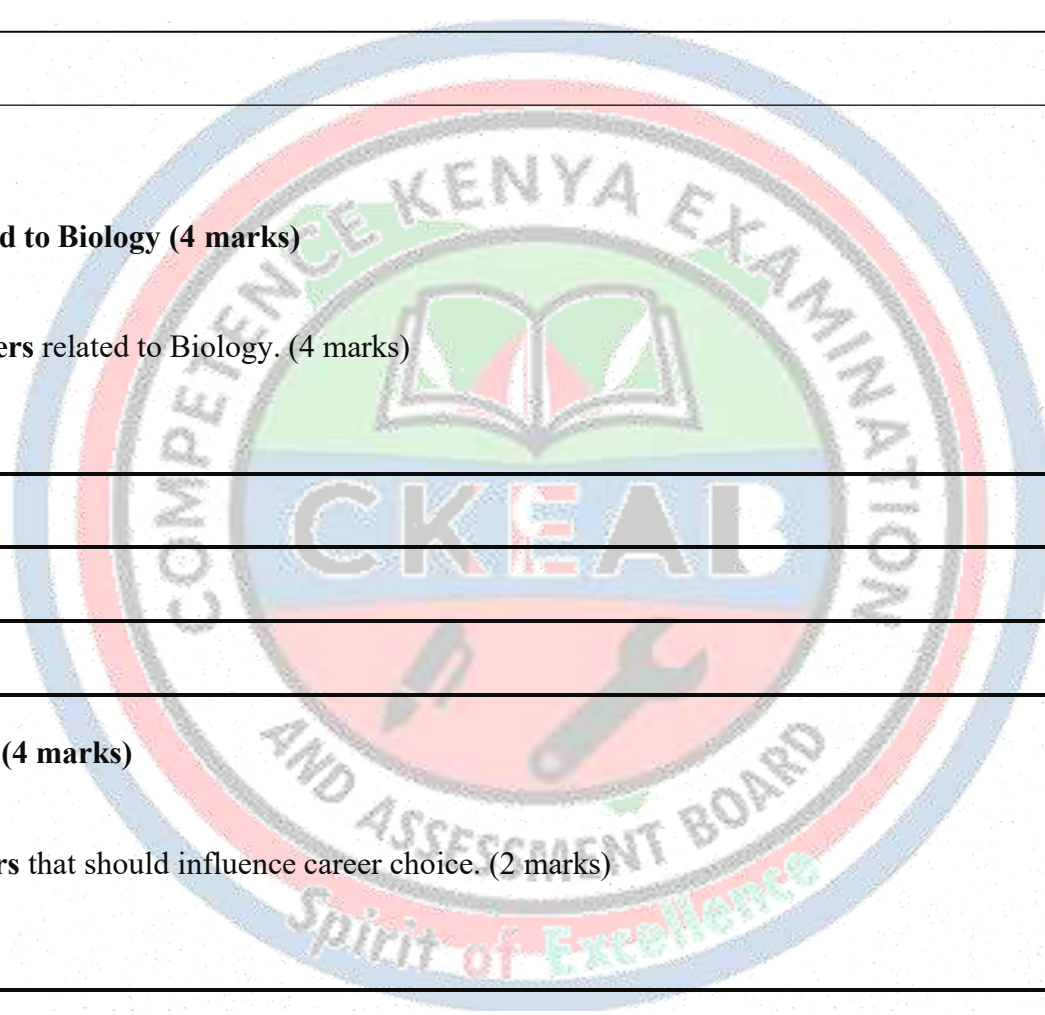 d to Biology (4 marks)
ers related to Biology. (4 marks)
COMPETENCE KENYA EXAMINATION
CKEAB
(4 marks)
AND ASSESSMENT BOARD
rs that should influence career choice. (2 marks)
Spirit of Excellence